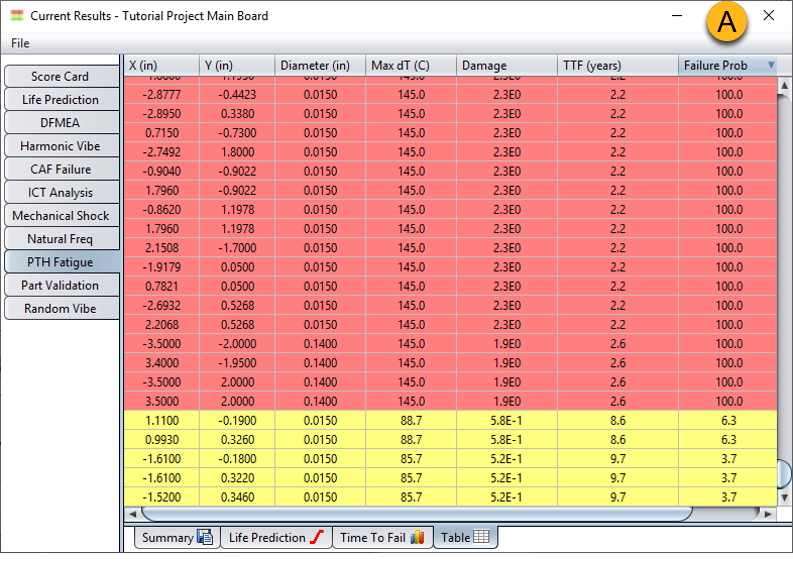 Current Results - Tutorial Project Main Board
A
File
X (in) Y (in) Diameter (in) Max dT (C) Damage TTF (years) Failure Prob
-2.8777 -0.4423 0.0150 145.0 2.3E0 2.2 100.0
-2.8950 0.3380 0.0150 145.0 2.3E0 2.2 100.0
0.7150 -0.7300 0.0150 145.0 2.3E0 2.2 100.0
-2.7492 1.8000 0.0150 145.0 2.3E0 2.2 100.0
-0.9040 -0.9022 0.0150 145.0 2.3E0 2.2 100.0
1.7960 -0.9022 0.0150 145.0 2.3E0 2.2 100.0
-0.8620 1.1978 0.0150 145.0 2.3E0 2.2 100.0
1.7960 1.1978 0.0150 145.0 2.3E0 2.2 100.0
2.1508 -1.7000 0.0150 145.0 2.3E0 2.2 100.0
-1.9179 0.0500 0.0150 145.0 2.3E0 2.2 100.0
0.7821 0.0500 0.0150 145.0 2.3E0 2.2 100.0
-2.6932 0.5268 0.0150 145.0 2.3E0 2.2 100.0
2.2068 0.5268 0.0150 145.0 2.3E0 2.2 100.0
-3.5000 -2.0000 0.1400 145.0 1.9E0 2.6 100.0
3.4000 -1.9500 0.1400 145.0 1.9E0 2.6 100.0
-3.5000 2.0000 0.1400 145.0 1.9E0 2.6 100.0
3.5000 2.0000 0.1400 145.0 1.9E0 2.6 100.0
1.1100 -0.1900 0.0150 88.7 5.8E-1 8.6 6.3
0.9930 0.3260 0.0150 88.7 5.8E-1 8.6 6.3
-1.6100 -0.1800 0.0150 85.7 5.2E-1 9.7 3.7
-1.6100 0.3220 0.0150 85.7 5.2E-1 9.7 3.7
-1.5200 0.3460 0.0150 85.7 5.2E-1 9.7 3.7
Score Card
Life Prediction
DFMEA
Harmonic Vibe
CAF Failure
ICT Analysis
Mechanical Shock
Natural Freq
PTH Fatigue
Part Validation
Random Vibe
Summary Life Prediction Time To Fail Table